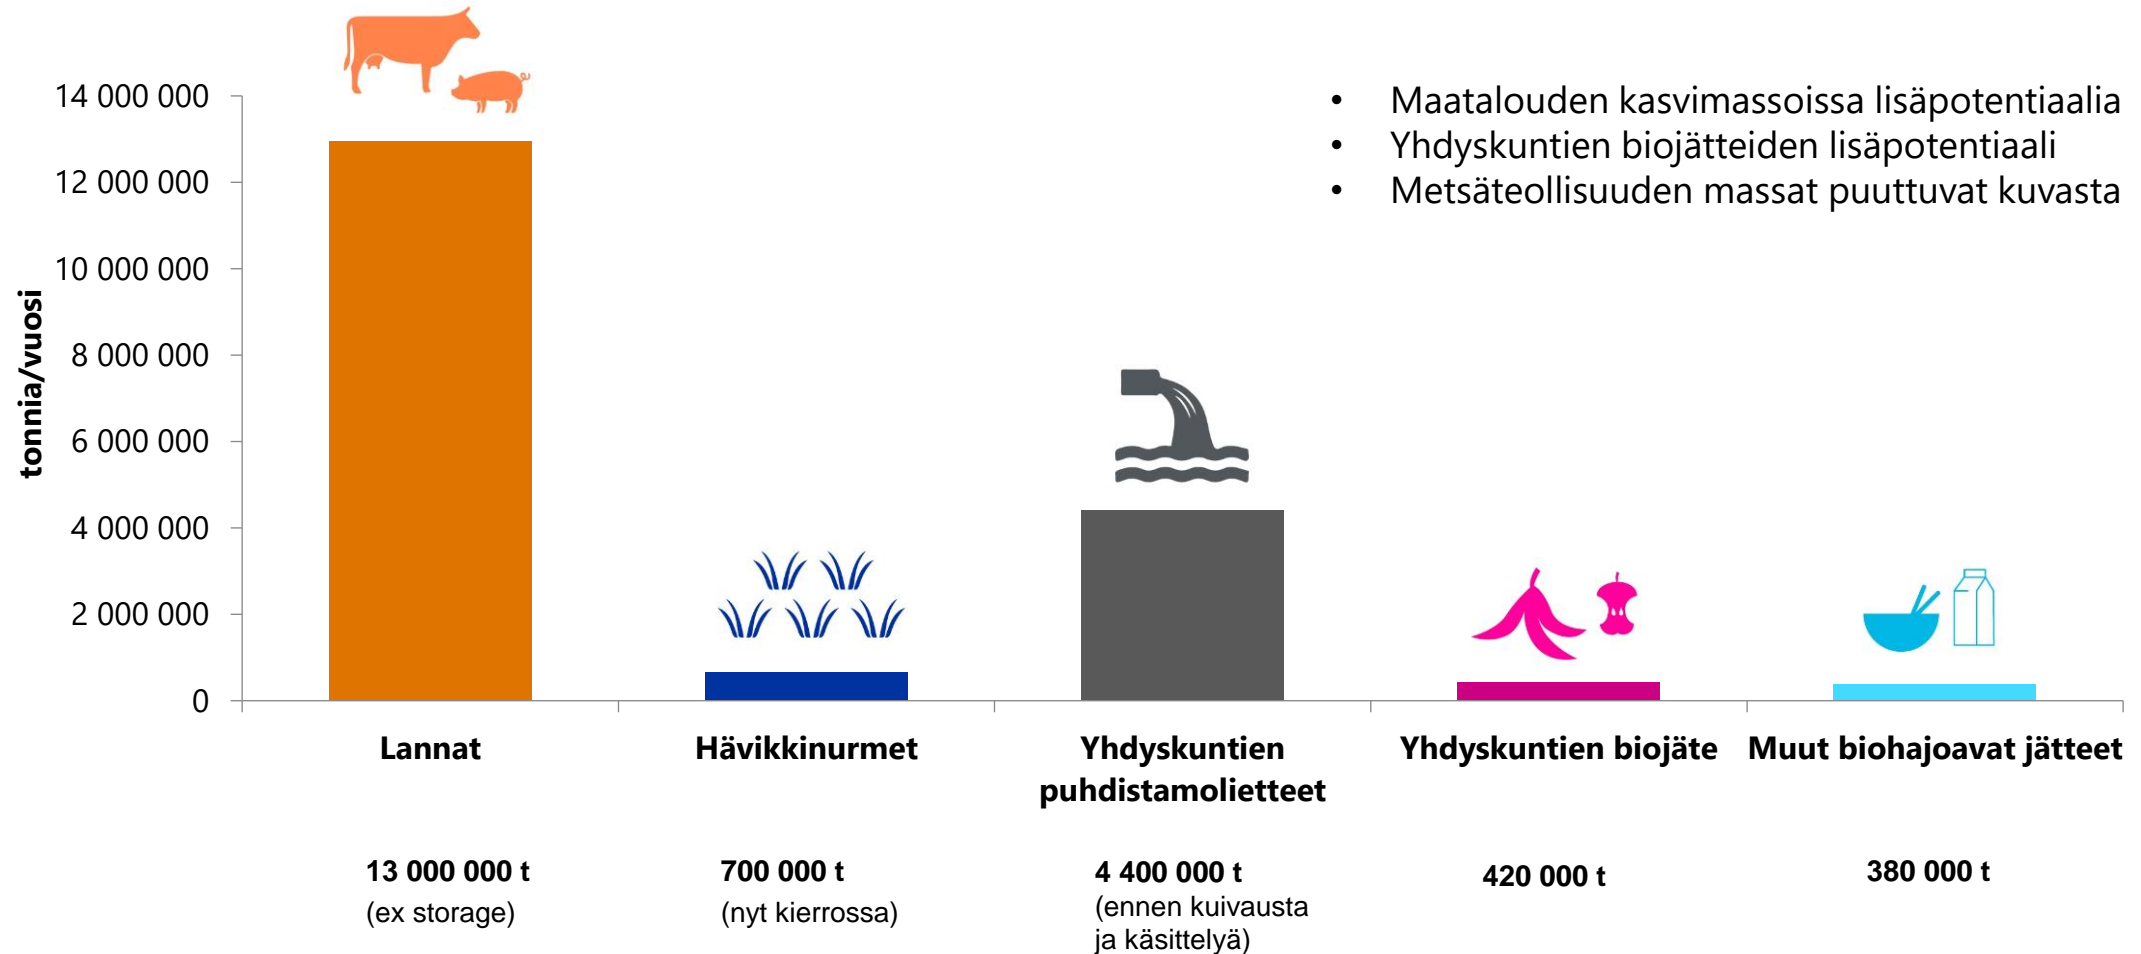 • Maatalouden kasvimassoissa lisäpotentiaalia
• Yhdyskuntien biojätteiden lisäpotentiaali
• Metsäteollisuuden massat puuttuvat kuvasta
tonnia/vuosi
14 000 000
12 000 000
10 000 000
8 000 000
6 000 000
4 000 000
2 000 000
0
Lannat
Hävikkinurmet
Yhdyskuntien
puhdistamolietteet
Yhdyskuntien biojäte
Muut biohajoavat jätteet
13 000 000 t
(ex storage)
700 000 t
(nyt kierrossa)
4 400 000 t
(ennen kuivausta
ja käsittelyä)
420 000 t
380 000 t